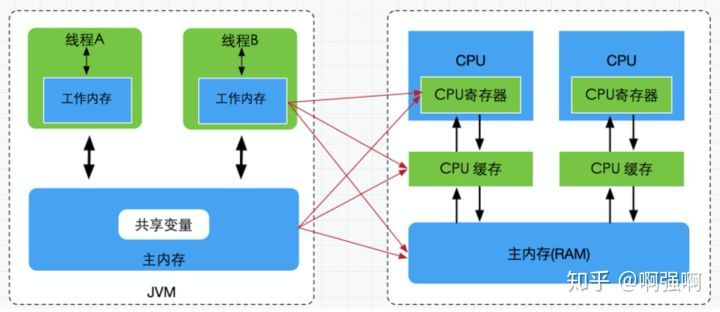 线程A
线程B
工作内存
工作内存
共享变量
主内存
JVM
CPU
CPU
CPU寄存器
CPU寄存器
CPU 缓存
CPU 缓存
主内存(RAM)
知乎 @啊强啊